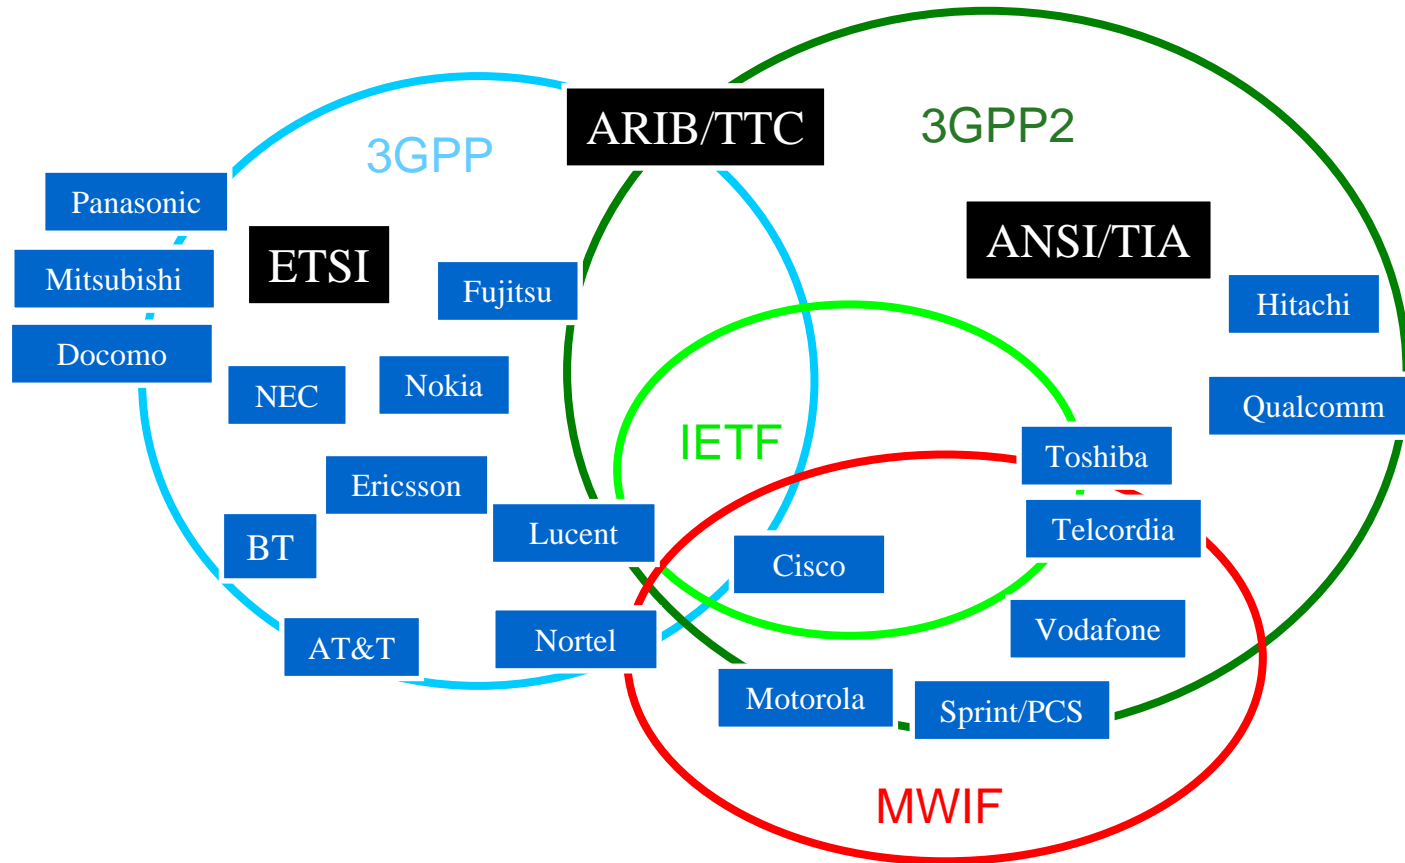 ARIB/TTC
3GPP2
3GPP
Panasonic
ANSI/TIA
ETSI
Mitsubishi
Fujitsu
Hitachi
Docomo
NEC
Nokia
Qualcomm
IETF
Toshiba
Ericsson
Lucent
Telcordia
BT
Cisco
Vodafone
Nortel
AT&T
Motorola
Sprint/PCS
MWIF